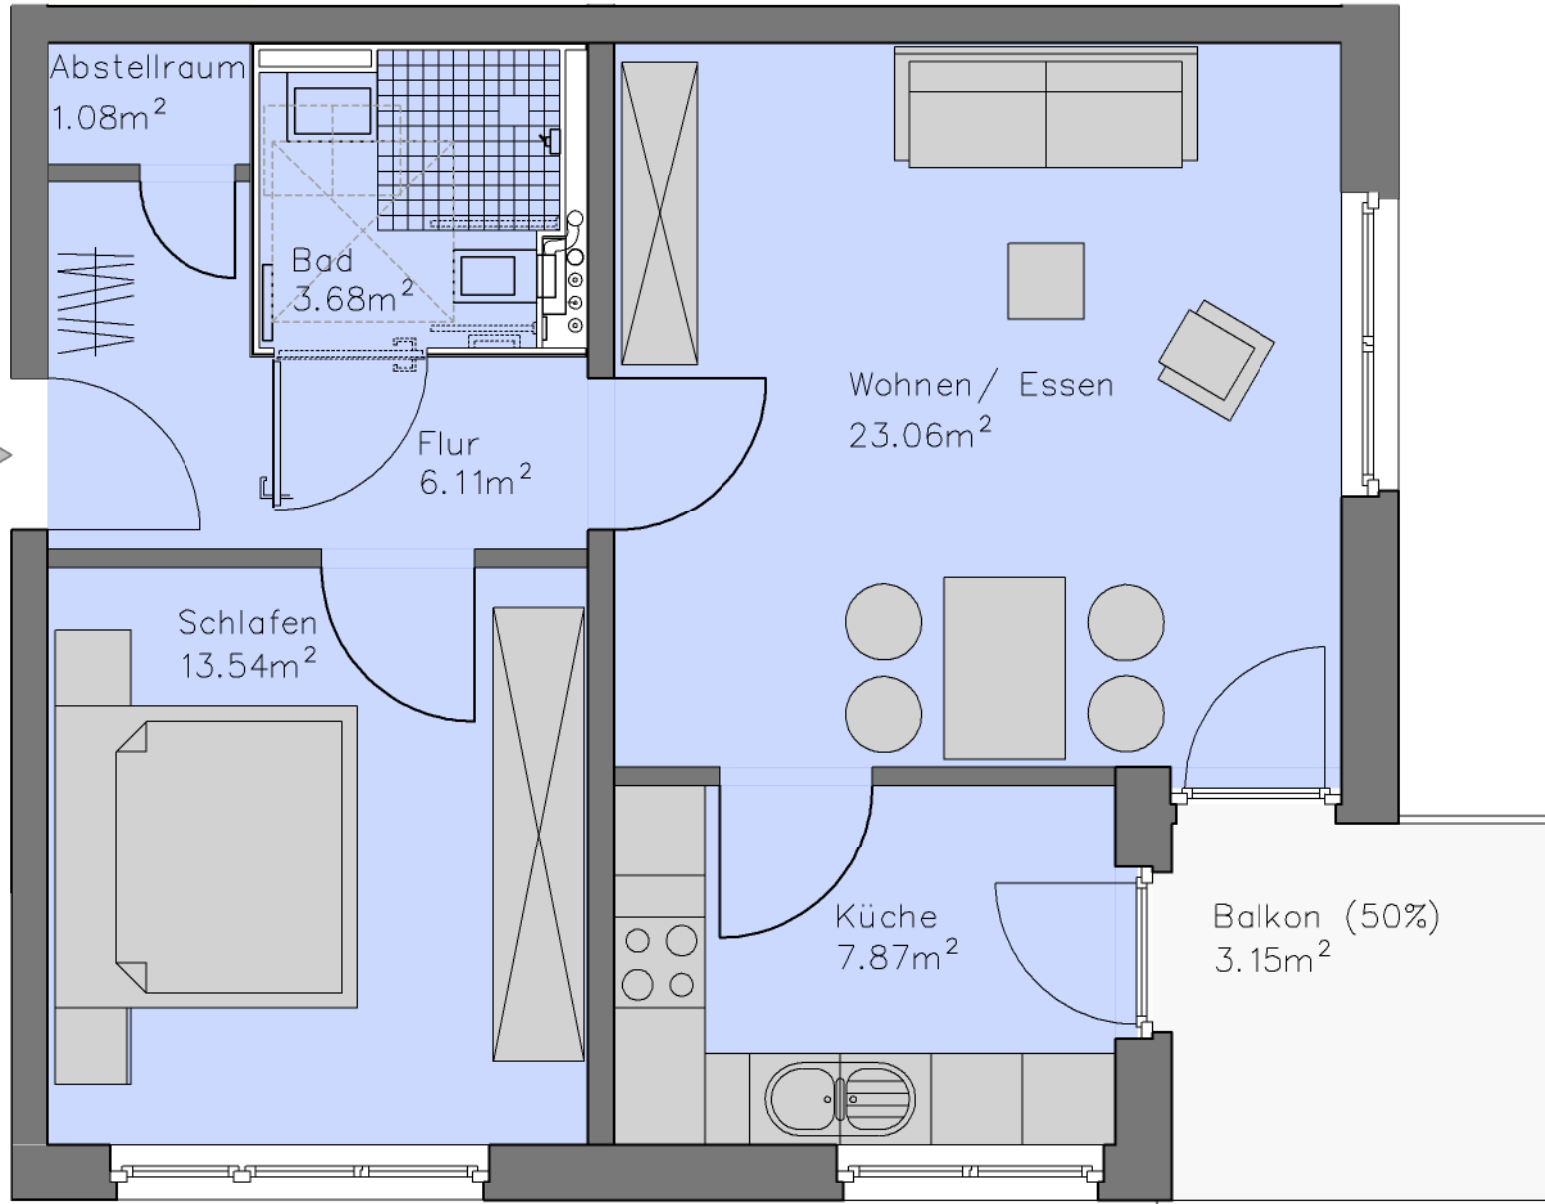 Abstellraum
1.08m²
Bad
3.68m²
Wohnen/ Essen
23.06m²
Flur
6.11m²
Schlafen
13.54m²
Küche
7.87m²
Balkon (50%)
3.15m²